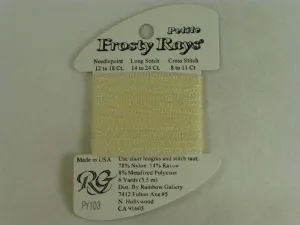 Petite
Frosty Rays®
Needlepoint Long Stitch Cross Stitch
12 to 18 Ct. 14 to 24 Ct. 8 to 11 Ct
Made in USA
RG
PY103
Use short lengths and stitch taut.
78% Nylon 14% Rayon
8% Metalized Polyester
6 Yards (5.5 m)
Dist. By Rainbow Gallery
7412 Fulton Ave #5
N. Hollywood
CA 91605